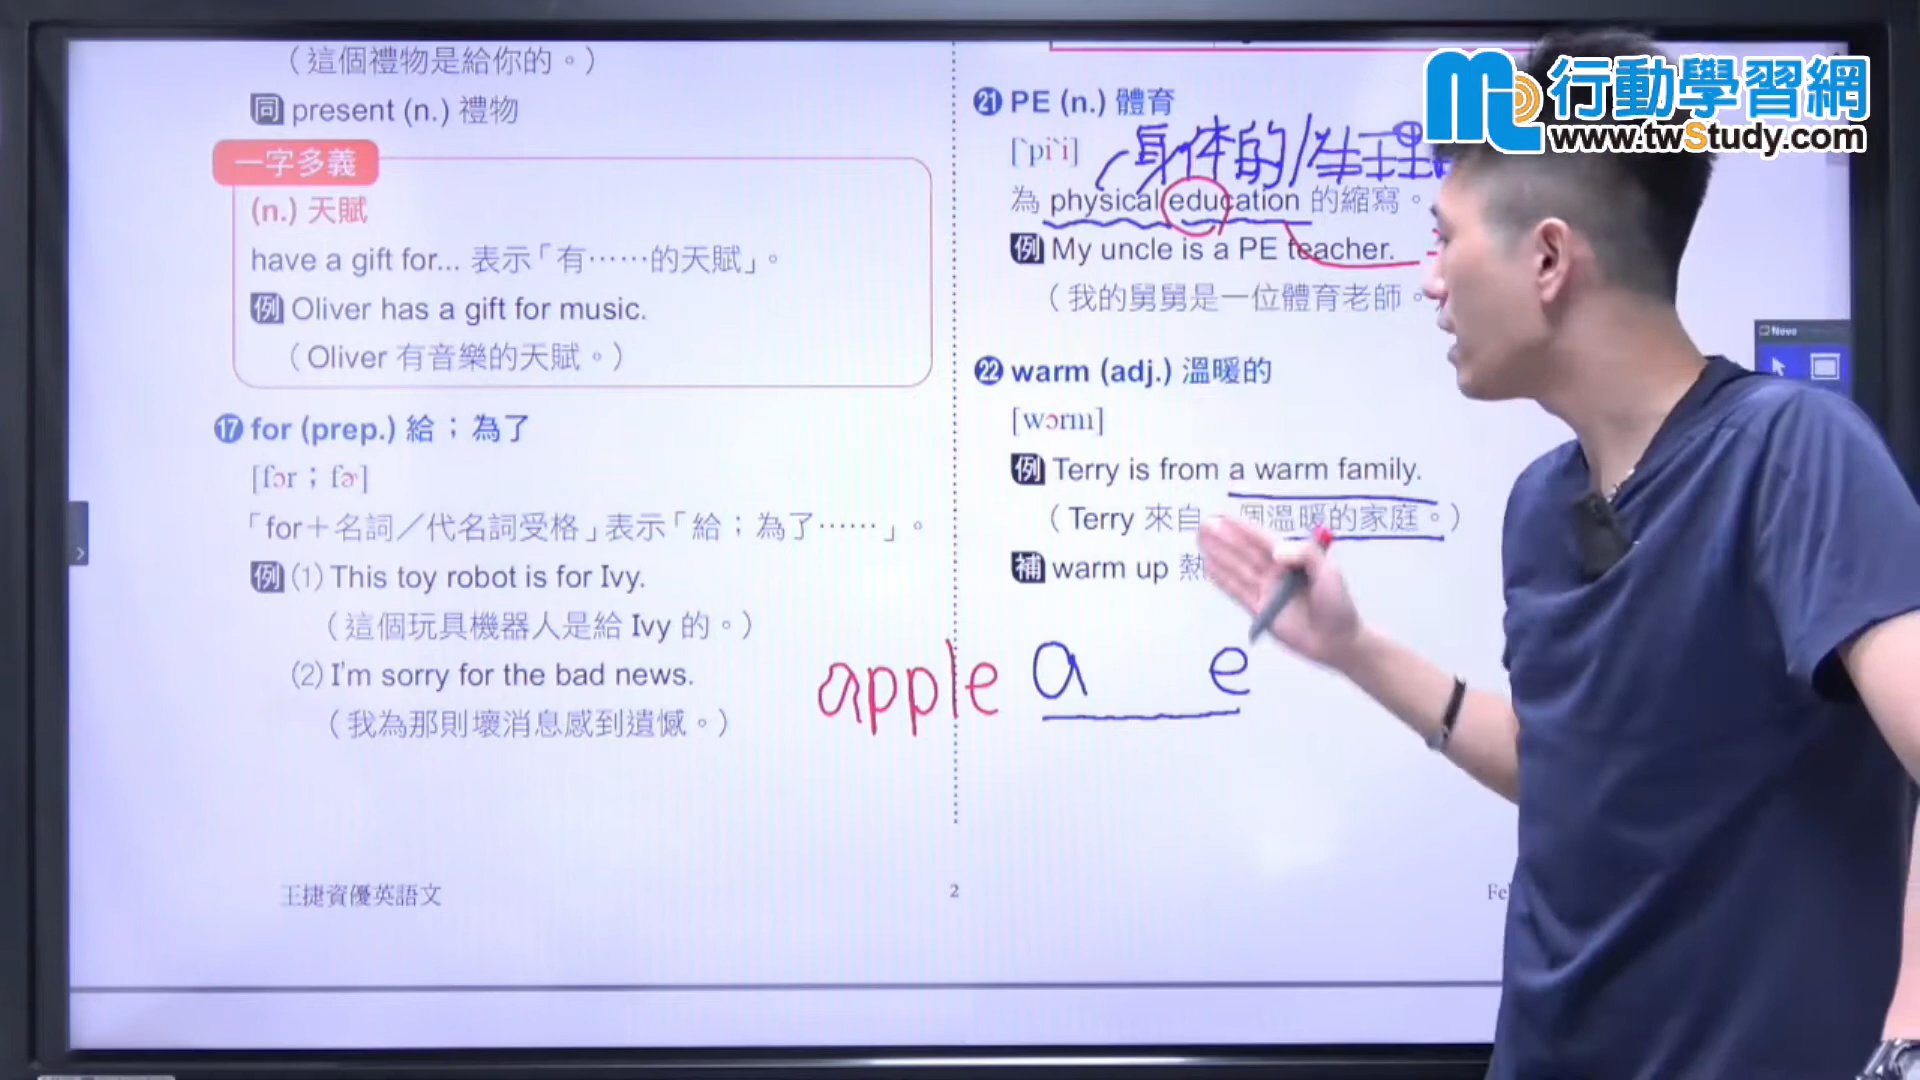 （這個禮物是給你的。）
同 present (n.) 禮物
一字多義
(n.) 天賦
have a gift for... 表示「有……的天賦」。
例 Oliver has a gift for music.
（Oliver 有音樂的天賦。）
17 for (prep.) 給；為了
[fɔr；fɚ]
「for＋名詞／代名詞受格」表示「給；為了……」。
例 (1) This toy robot is for Ivy.
（這個玩具機器人是給 Ivy 的。）
(2) I'm sorry for the bad news.
（我為那則壞消息感到遺憾。）
apple
王捷資優英語文
2
21 PE (n.) 體育
[ˋpiˋi]
身体的/生理
為 physical education 的縮寫。
例 My uncle is a PE teacher.
（我的舅舅是一位體育老師。
22 warm (adj.) 溫暖的
[wɔrm]
例 Terry is from a warm family.
（Terry 來自一個溫暖的家庭。）
補 warm up 熱
a e
Fe
行動學習網
www.twStudy.com
Novo